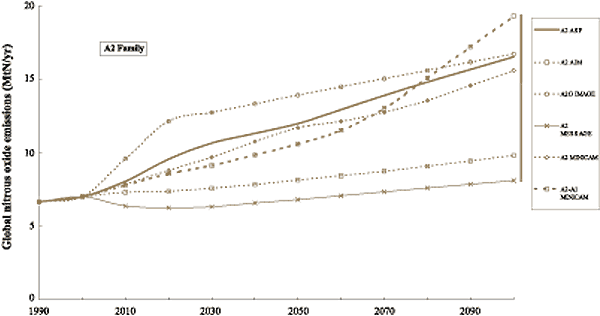 Global nitrous oxide emissions (MtN/yr)
20
15
10
5
0
A2 Family
1990
2010
2030
2050
2070
2090
A2 ASF
A2 AIM
A2G IMAGE
A2
MESSAGE
A2 MINICAM
A2-A1
MINICAM